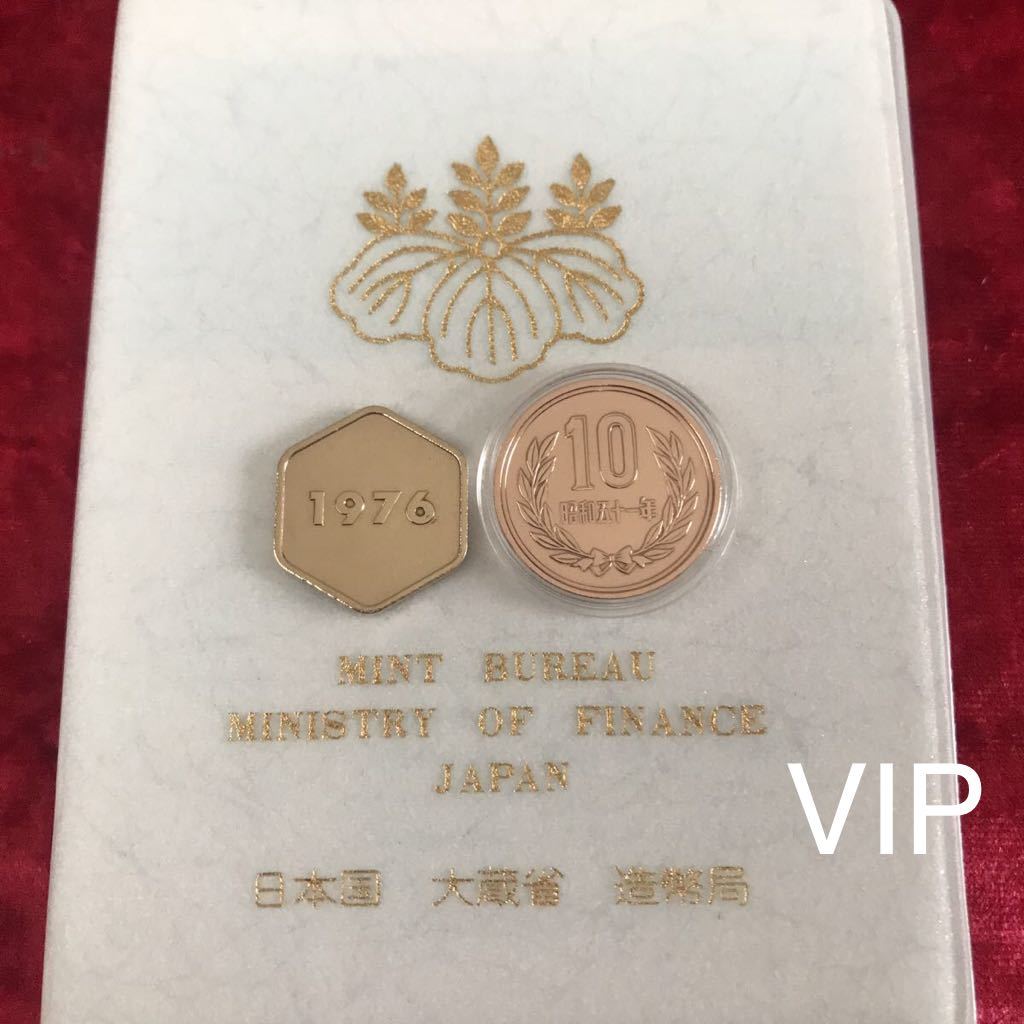 1976
10
昭和五十一年
MINT BUREAU
MINISTRY OF FINANCE
JAPAN
VIP
日本国 大蔵省 造幣局